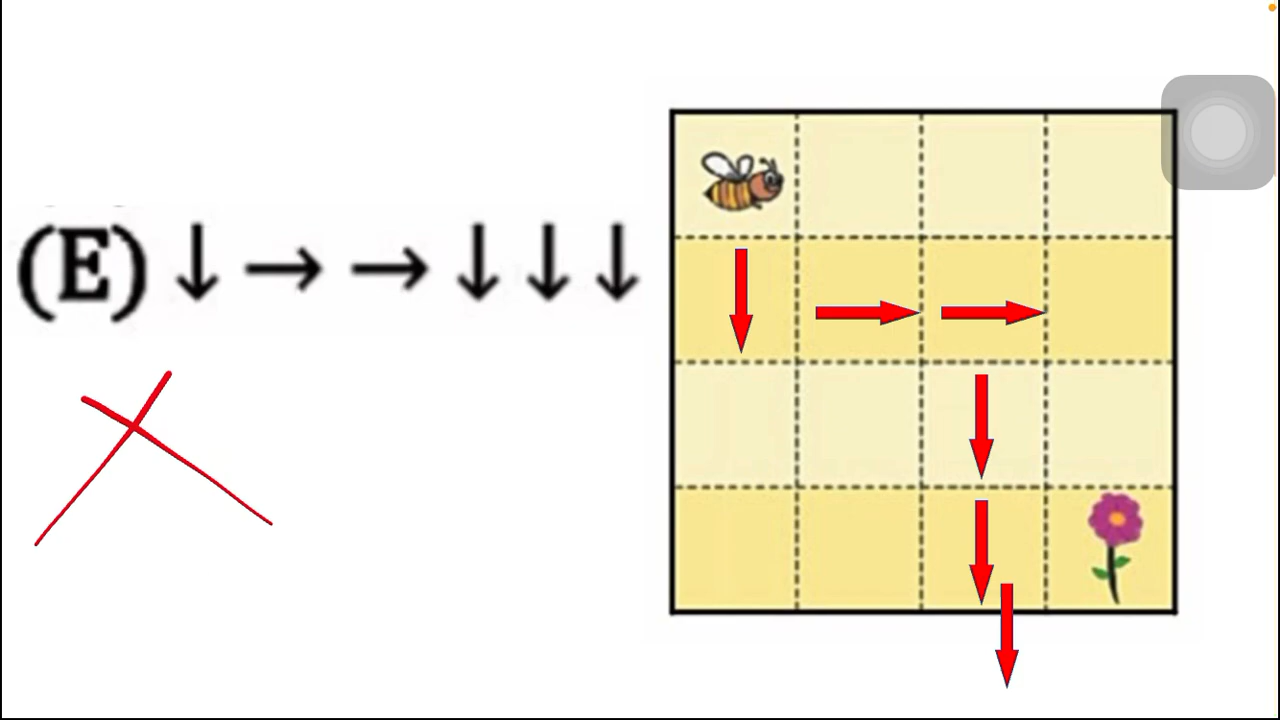 (E) ↓ → → ↓ ↓ ↓